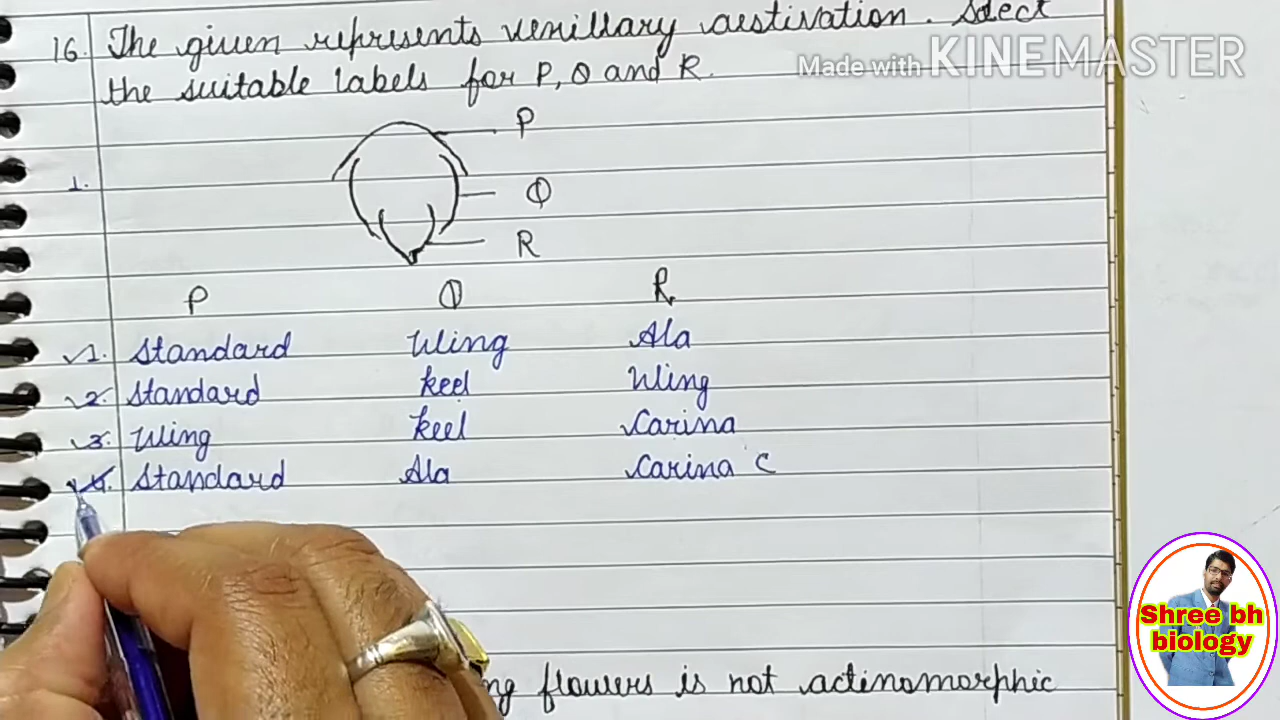 16. The given represents venillary aestivation. Select
the suitable labels for P, Q and R.
Made with KINEMASTER
P
1.
Q
R
P Q R
1. Standard Wing Ala
2. Standard keel Wing
3. Wing keel Carina
4. Standard Ala Carina C
Shree bh
biology
ng flowers is not actinomorphic